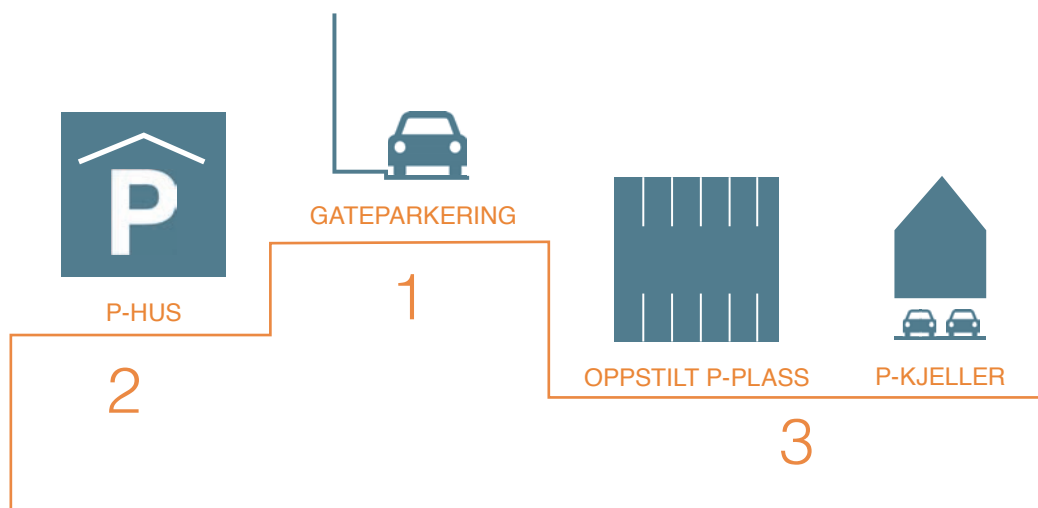 P
P-HUS
2
GATEPARKERING
1
OPPSTILT P-PLASS
P-KJELLER
3